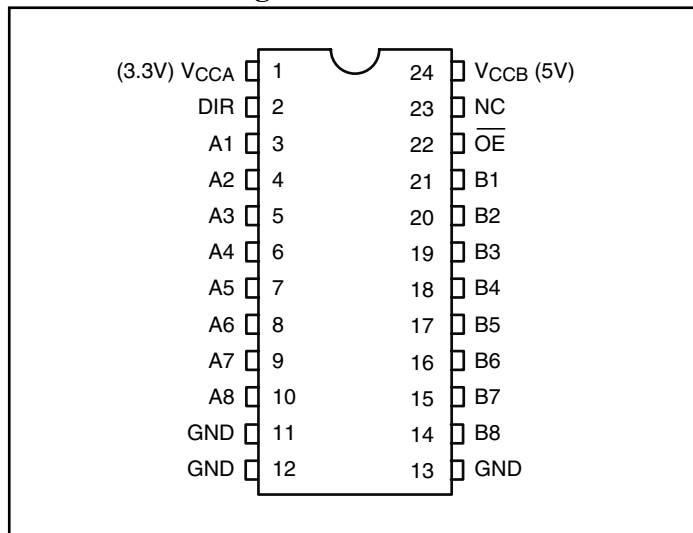 (3.3V) VCCA 1 24 VCCB (5V)
DIR 2 23 NC
A1 3 22 O̅E̅
A2 4 21 B1
A3 5 20 B2
A4 6 19 B3
A5 7 18 B4
A6 8 17 B5
A7 9 16 B6
A8 10 15 B7
GND 11 14 B8
GND 12 13 GND